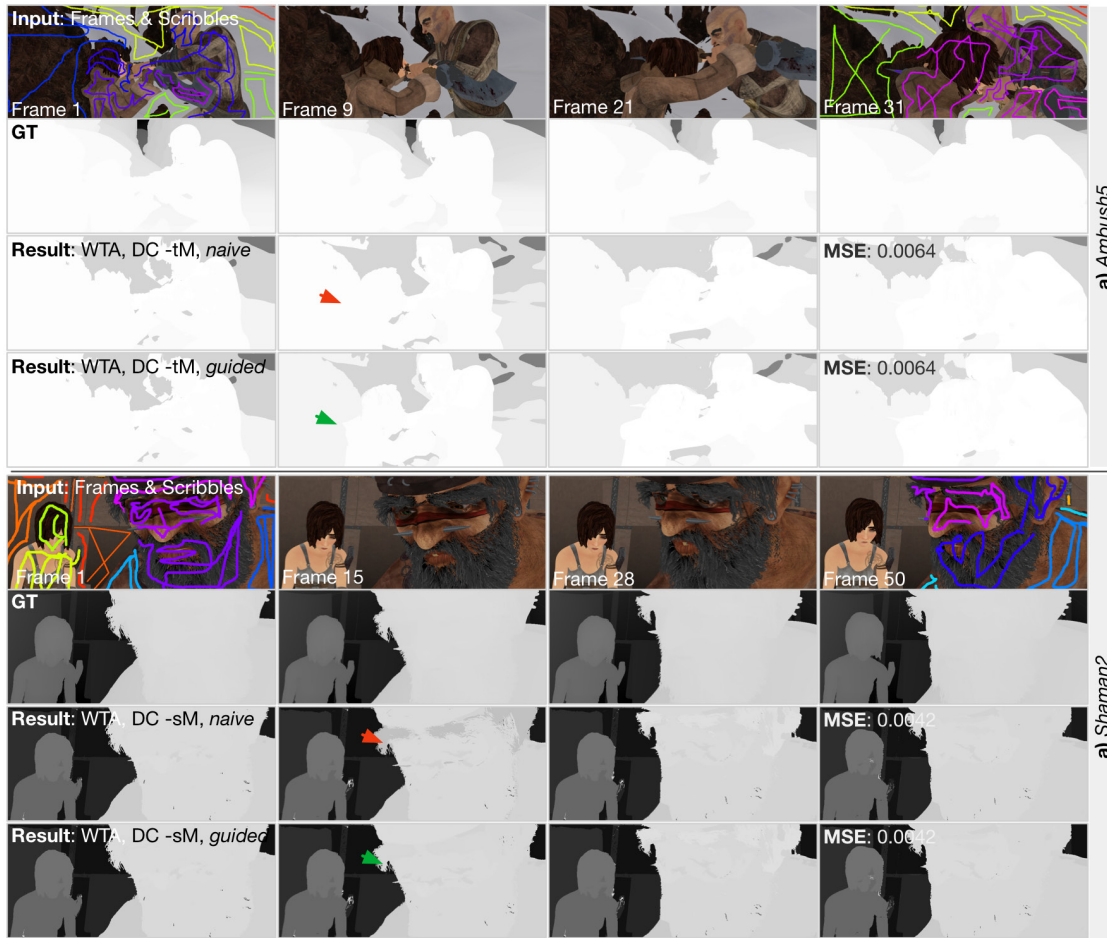 Input: Frames & Scribbles
Frame 1
Frame 9
Frame 21
Frame 31
GT
Result: WTA, DC -tM, naive
MSE: 0.0064
Result: WTA, DC -tM, guided
MSE: 0.0064
a) Ambush5
Input: Frames & Scribbles
Frame 1
Frame 15
Frame 28
Frame 50
GT
Result: WTA, DC -sM, naive
MSE: 0.0042
Result: WTA, DC -sM, guided
MSE: 0.0042
a) Shaman2